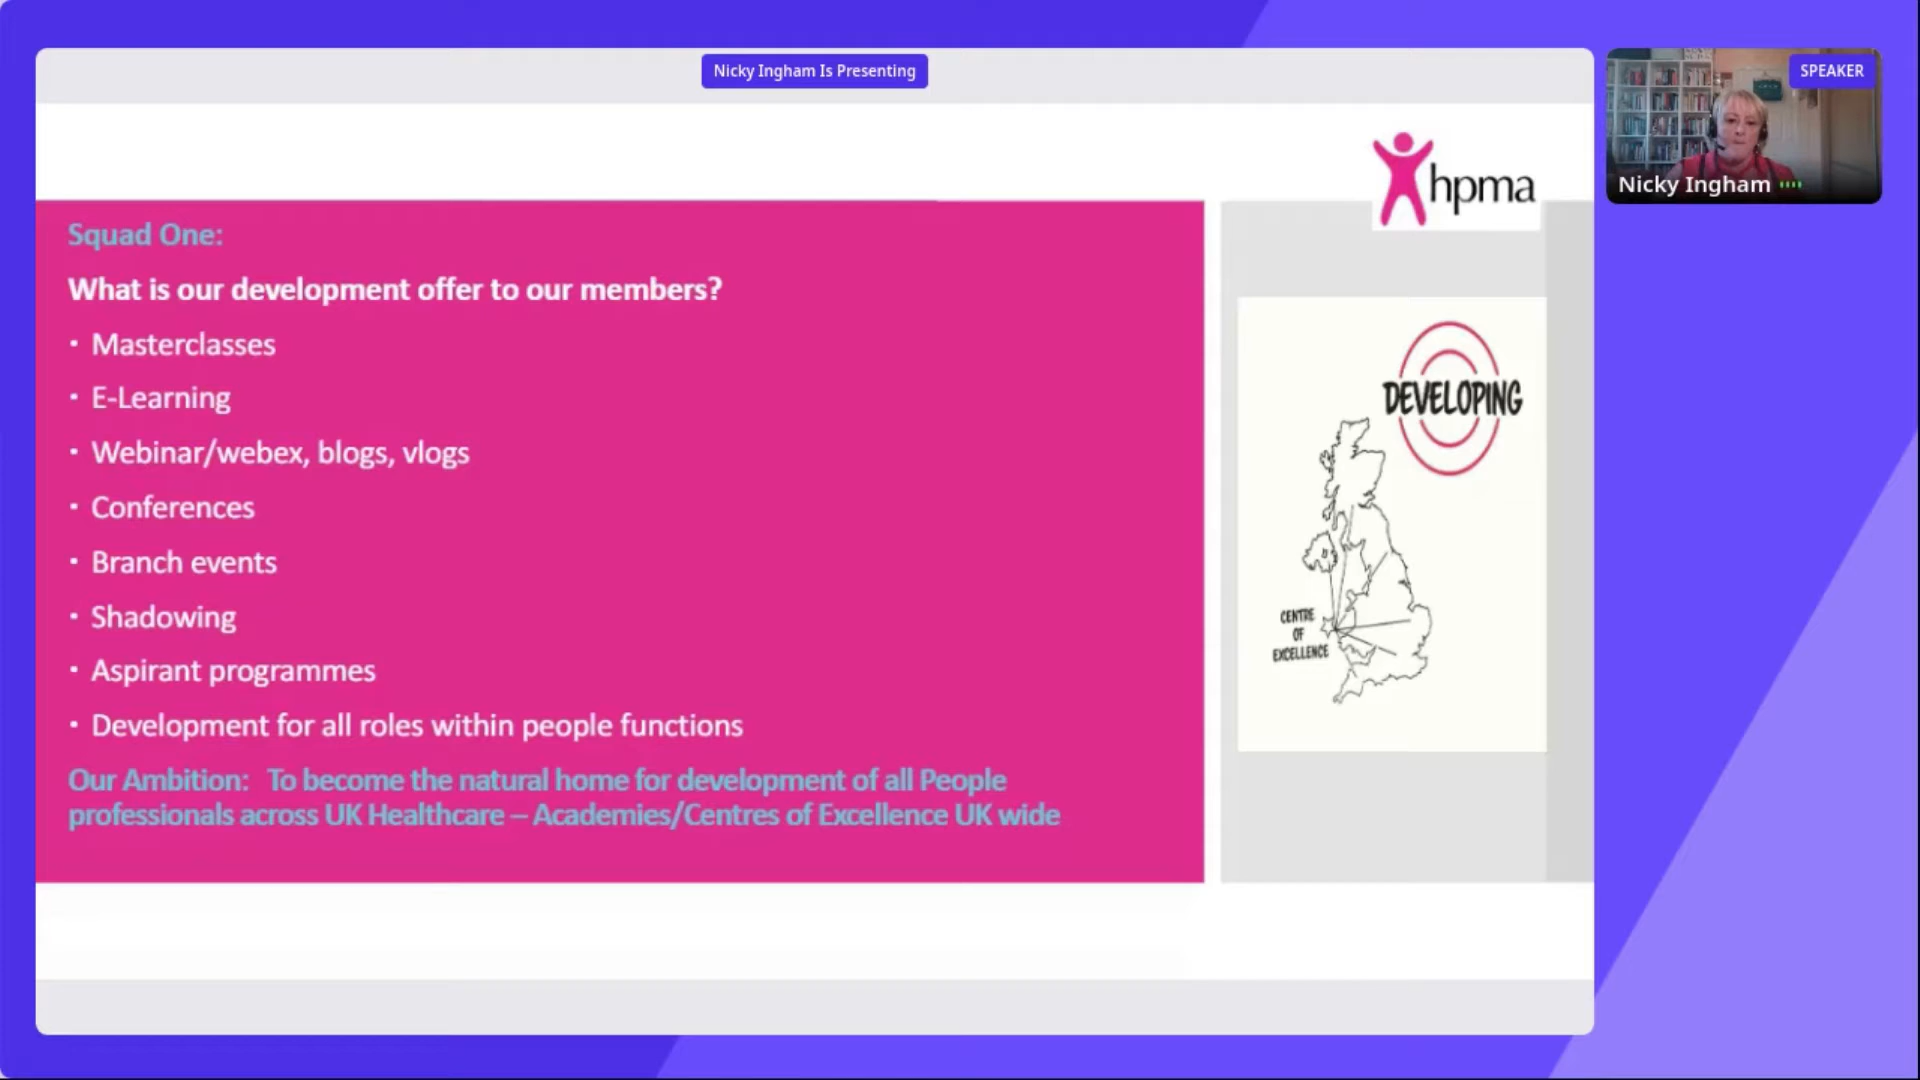 Nicky Ingham Is Presenting
SPEAKER
Nicky Ingham
hpma
Squad One:
What is our development offer to our members?
• Masterclasses
• E-Learning
• Webinar/webex, blogs, vlogs
• Conferences
• Branch events
• Shadowing
• Aspirant programmes
• Development for all roles within people functions
Our Ambition: To become the natural home for development of all People
professionals across UK Healthcare – Academies/Centres of Excellence UK wide
DEVELOPING
CENTRE
OF
EXCELLENCE